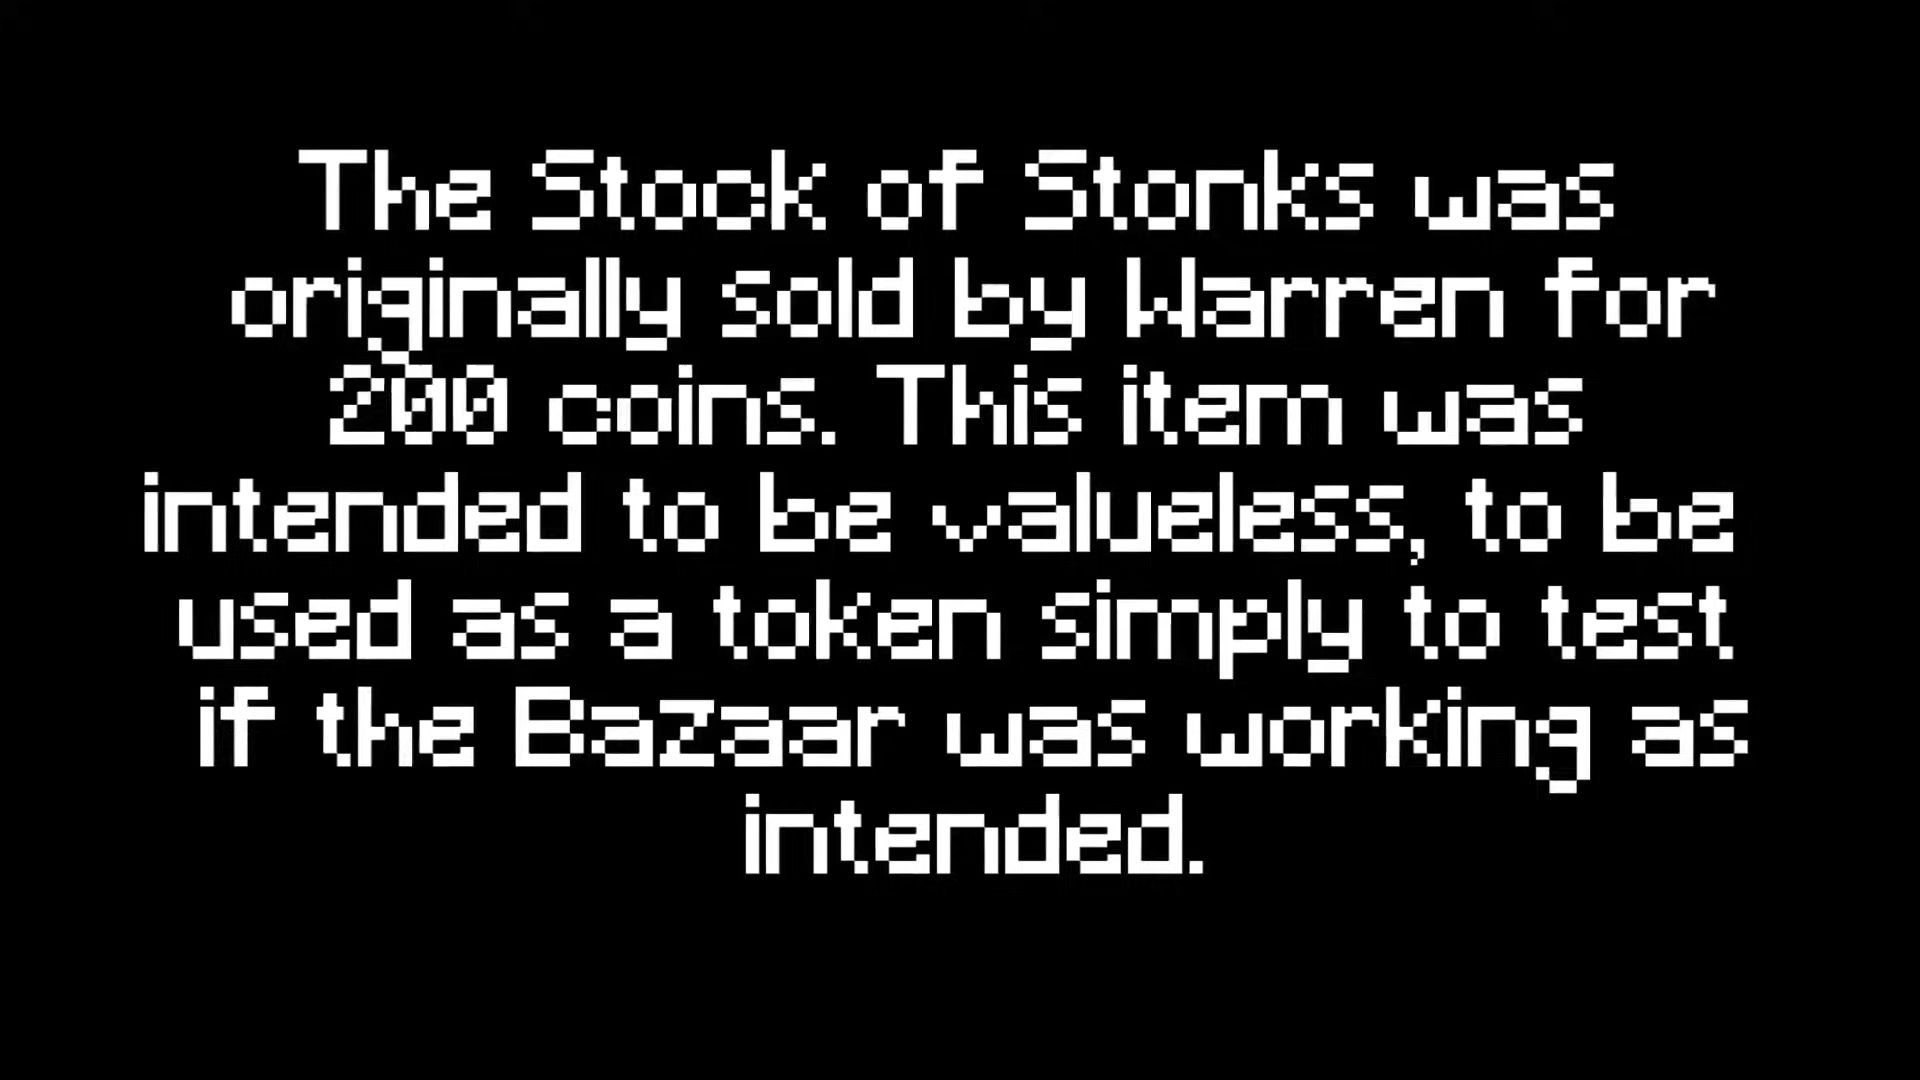 The Stock of Stonks was
originally sold by Warren for
200 coins. This item was
intended to be valueless, to be
used as a token simply to test
if the Bazaar was working as
intended.